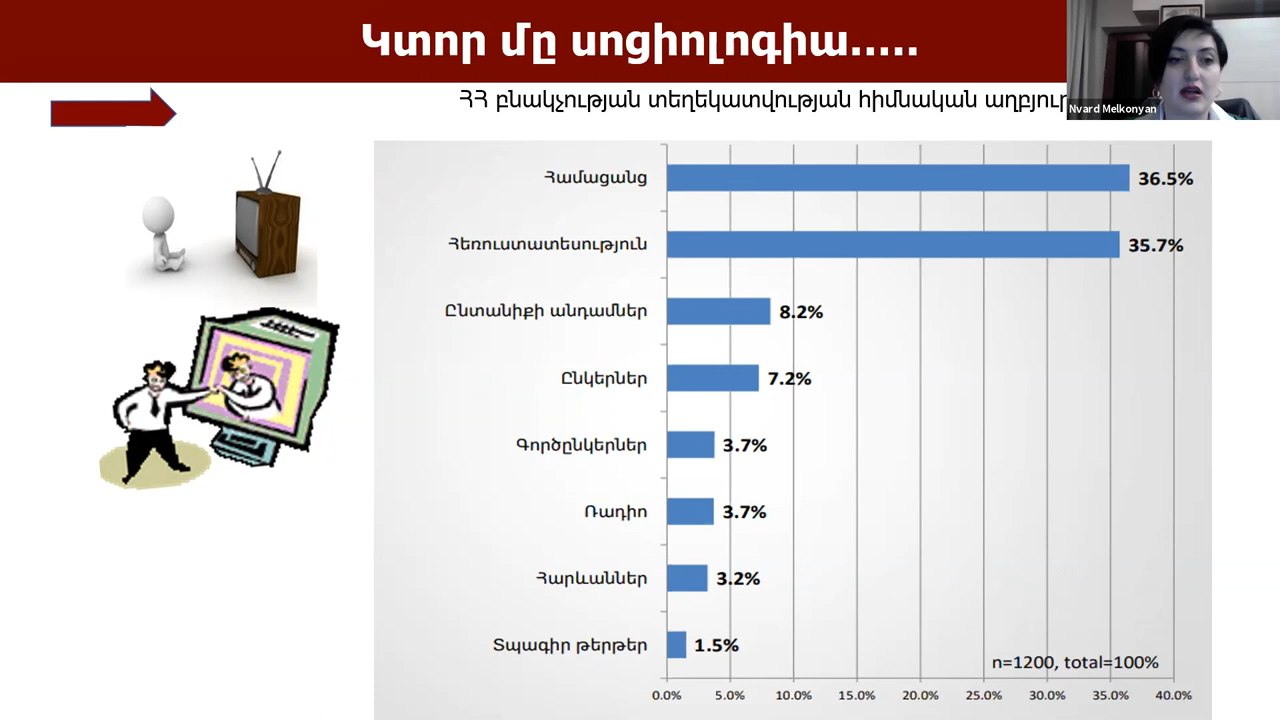 Կտոր մը սոցիոլոգիա.....
ՀՀ բնակչության տեղեկատվության հիմնական
Nvard Melkonyan
Համացանց 36.5%
Հեռուստատեսություն 35.7%
Ընտանիքի անդամներ 8.2%
Ընկերներ 7.2%
Գործընկերներ 3.7%
Ռադիո 3.7%
Հարևաններ 3.2%
Տպագիր թերթեր 1.5%
n=1200, total=100%
0.0% 5.0% 10.0% 15.0% 20.0% 25.0% 30.0% 35.0% 40.0%